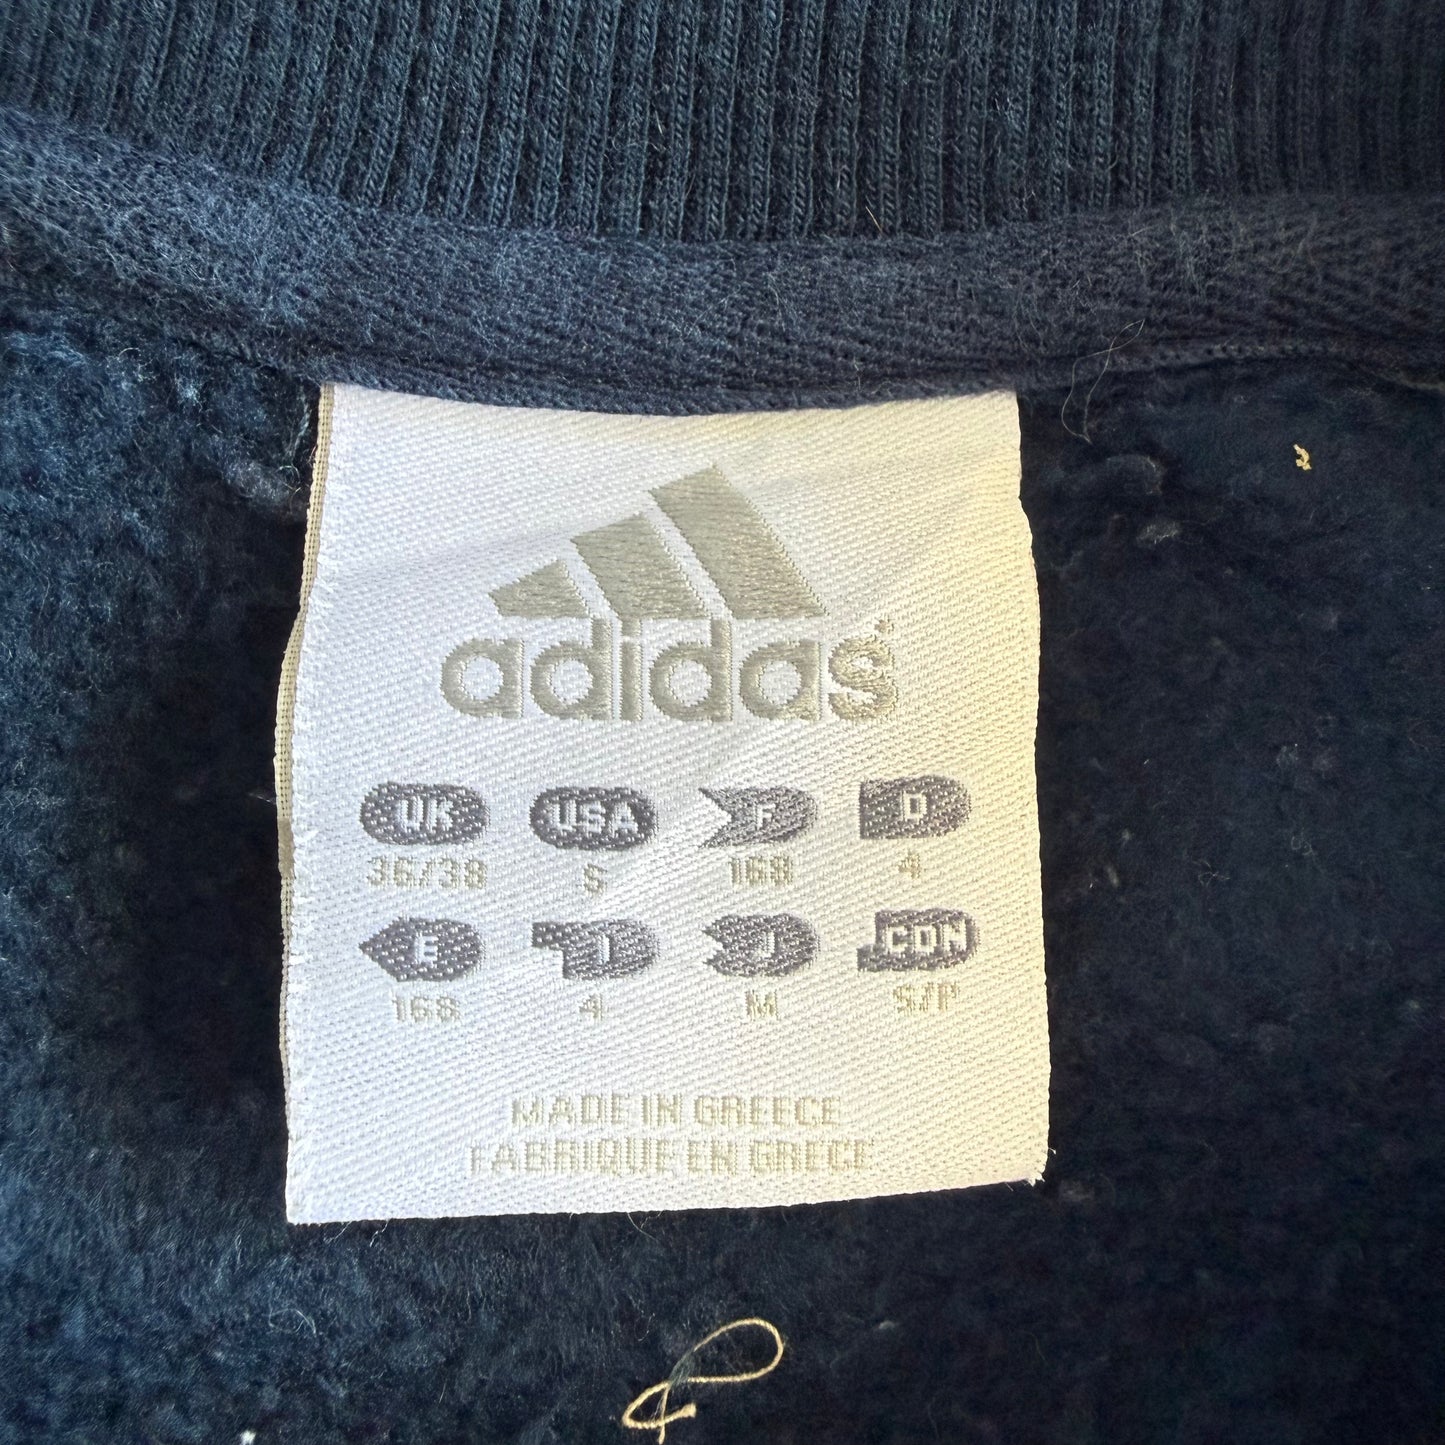 adidas
UK USA F D
36/38 S 168 4
E I J CDN
168 4 M S/P
MADE IN GREECE
FABRIQUE EN GRECE